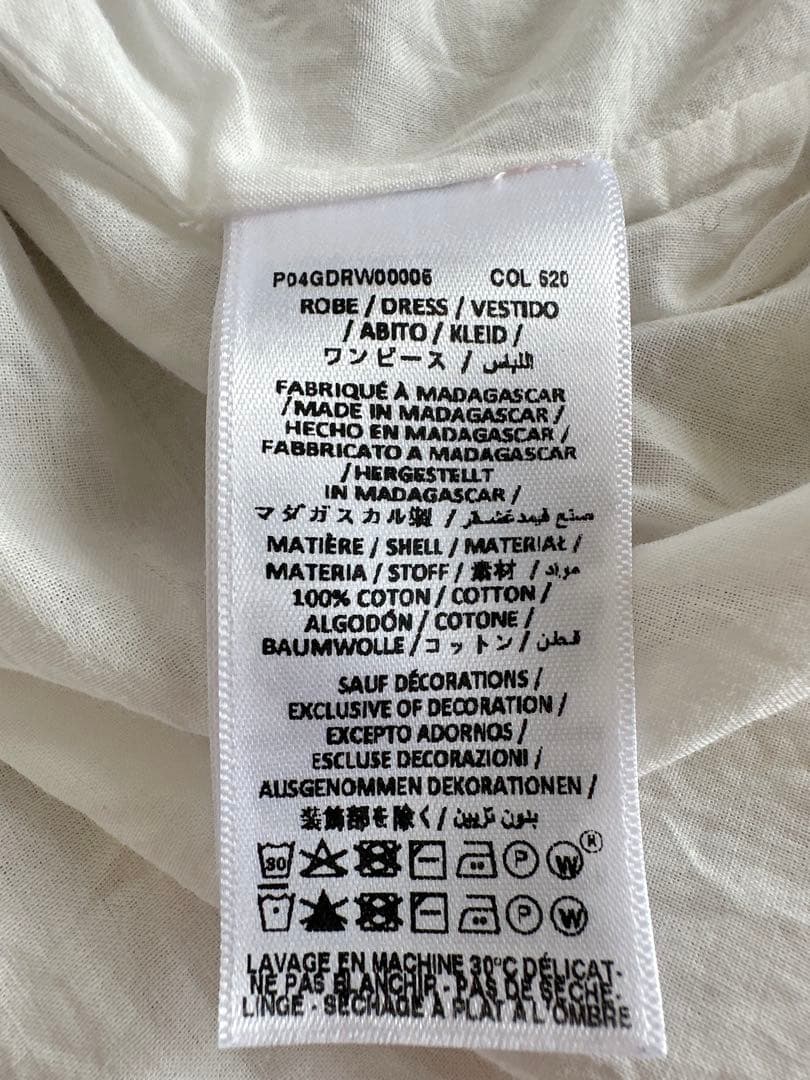 P04GDRW00006 COL 620
ROBE / DRESS / VESTIDO
/ ABITO / KLEID /
ワンピース / اللباس
FABRIQUÉ À MADAGASCAR
/ MADE IN MADAGASCAR /
HECHO EN MADAGASCAR /
FABBRICATO A MADAGASCAR
/ HERGESTELLT
IN MADAGASCAR /
マダガスカル製 / صنع
MATIÈRE / SHELL / MATERIAL /
MATERIA / STOFF / 素材 / مواد
100% COTON / COTTON /
ALGODÓN / COTONE /
BAUMWOLLE / コットン / قطن
SAUF DÉCORATIONS /
EXCLUSIVE OF DECORATION /
EXCEPTO ADORNOS /
ESCLUSE DECORAZIONI /
AUSGENOMMEN DEKORATIONEN /
装飾部を除く / بدون تزيين
30 P W H
P W
LAVAGE EN MACHINE 30°C DÉLICAT-
NE PAS BLANCHIR - PAS DE SÈCHE-
LINGE - SÉCHAGE À PLAT À L'OMBRE